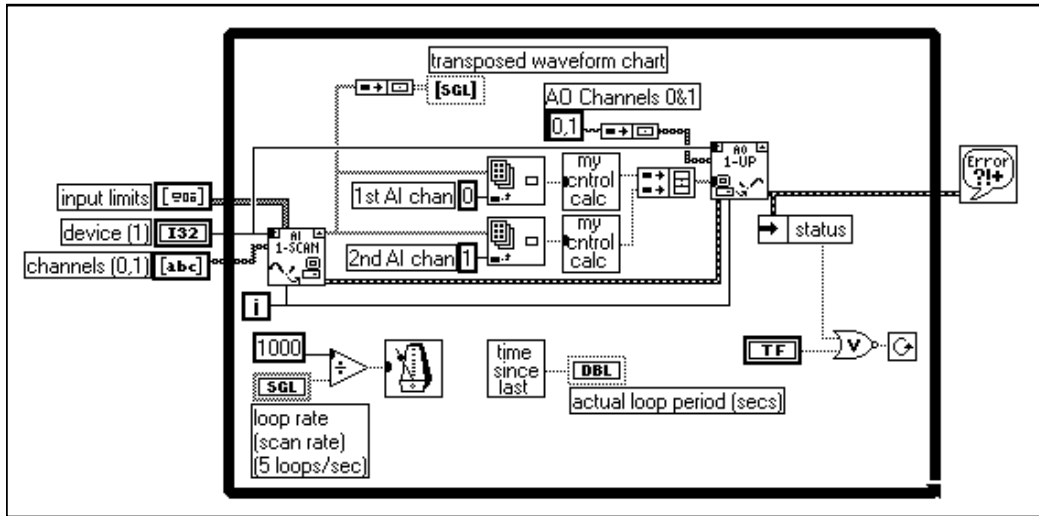 transposed waveform chart
[SGL]
AO Channels 0&1
0,1
AO
1-UP
my
cntrol
calc
1st AI chan 0
Error
?!+
input limits
device (1) I32
channels (0,1) [abc]
AI
1-SCAN
my
cntrol
calc
2nd AI chan 1
status
i
1000
SGL
loop rate
(scan rate)
(5 loops/sec)
time
since
last
DBL
actual loop period (secs)
TF
V